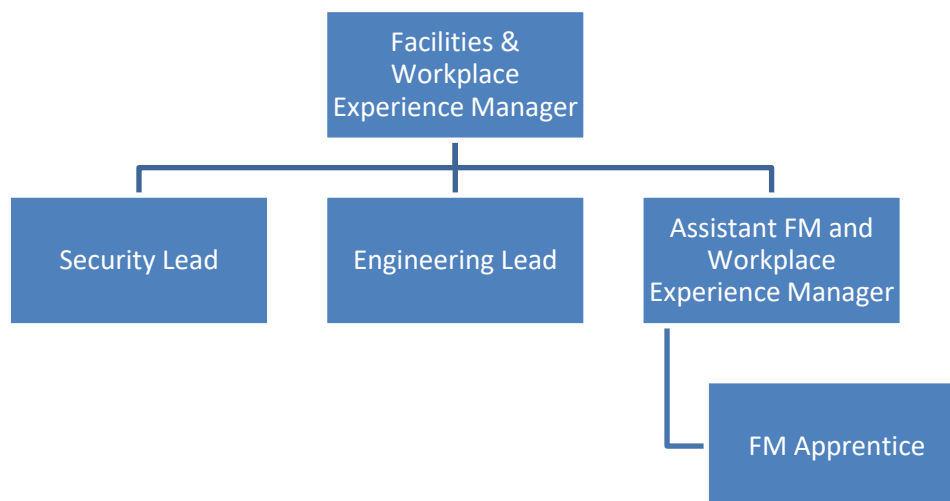 Facilities &
Workplace
Experience Manager
Security Lead
Engineering Lead
Assistant FM and
Workplace
Experience Manager
FM Apprentice